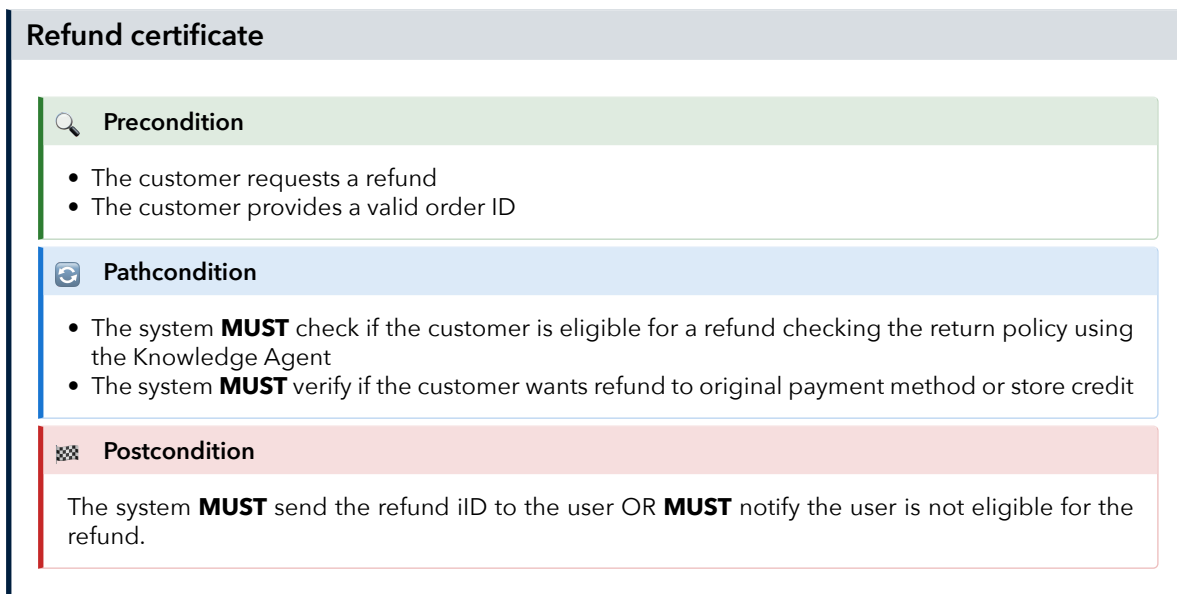 Refund certificate
Precondition
• The customer requests a refund
• The customer provides a valid order ID
Pathcondition
• The system MUST check if the customer is eligible for a refund checking the return policy using
the Knowledge Agent
• The system MUST verify if the customer wants refund to original payment method or store credit
Postcondition
The system MUST send the refund iID to the user OR MUST notify the user is not eligible for the
refund.